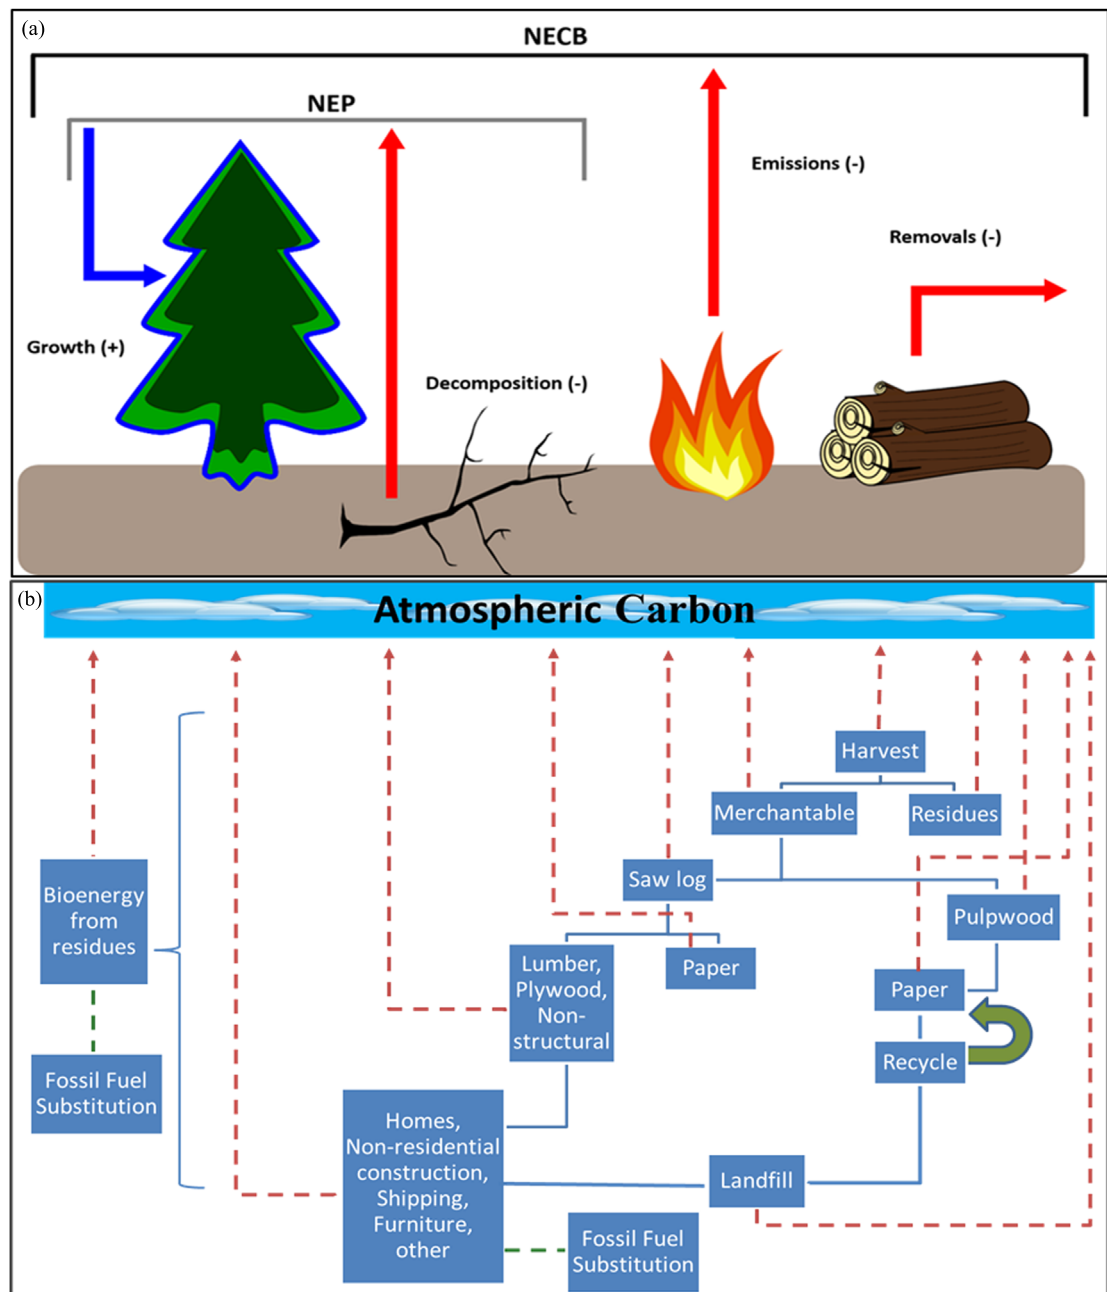 (a)
NECB
NEP
Emissions (-)
Removals (-)
Growth (+)
Decomposition (-)
(b)
Atmospheric Carbon
Harvest
Merchantable
Residues
Saw log
Pulpwood
Bioenergy
from
residues
Lumber,
Plywood,
Non-
structural
Paper
Paper
Recycle
Fossil Fuel
Substitution
Homes,
Non-residential
construction,
Shipping,
Furniture,
other
Landfill
Fossil Fuel
Substitution